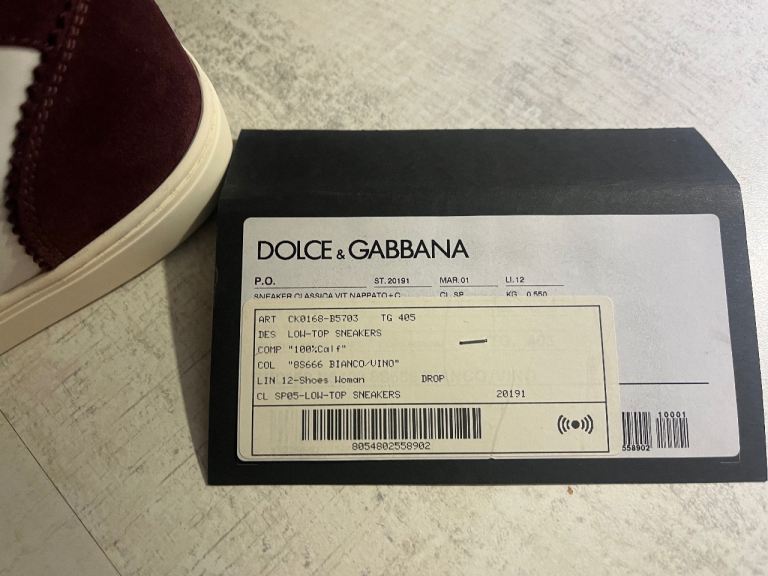 DOLCE & GABBANA
P.O. ST. 20191 MAR. 01 LI. 12
SNEAKER CLASSICA VIT. NAPPATO+C CL. SP KG. 0.550
ART CK0168-B5703 TG 405
DES LOW-TOP SNEAKERS
COMP "100%Calf"
COL "8S666 BIANCO/VINO"
LIN 12-Shoes Woman DROP
CL SP05-LOW-TOP SNEAKERS 20191
8054802558902
10001
558902